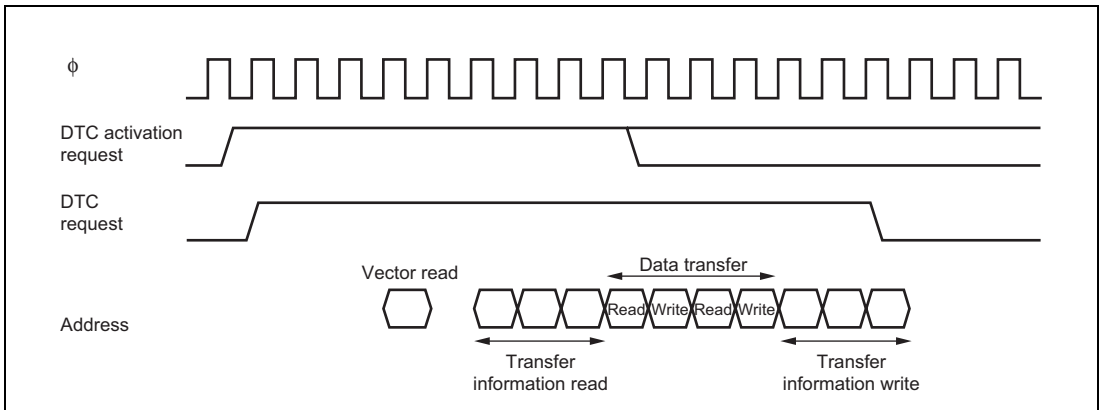 ϕ
DTC activation
request
DTC
request
Vector read
Data transfer
Address
Read Write Read Write
Transfer
information read
Transfer
information write